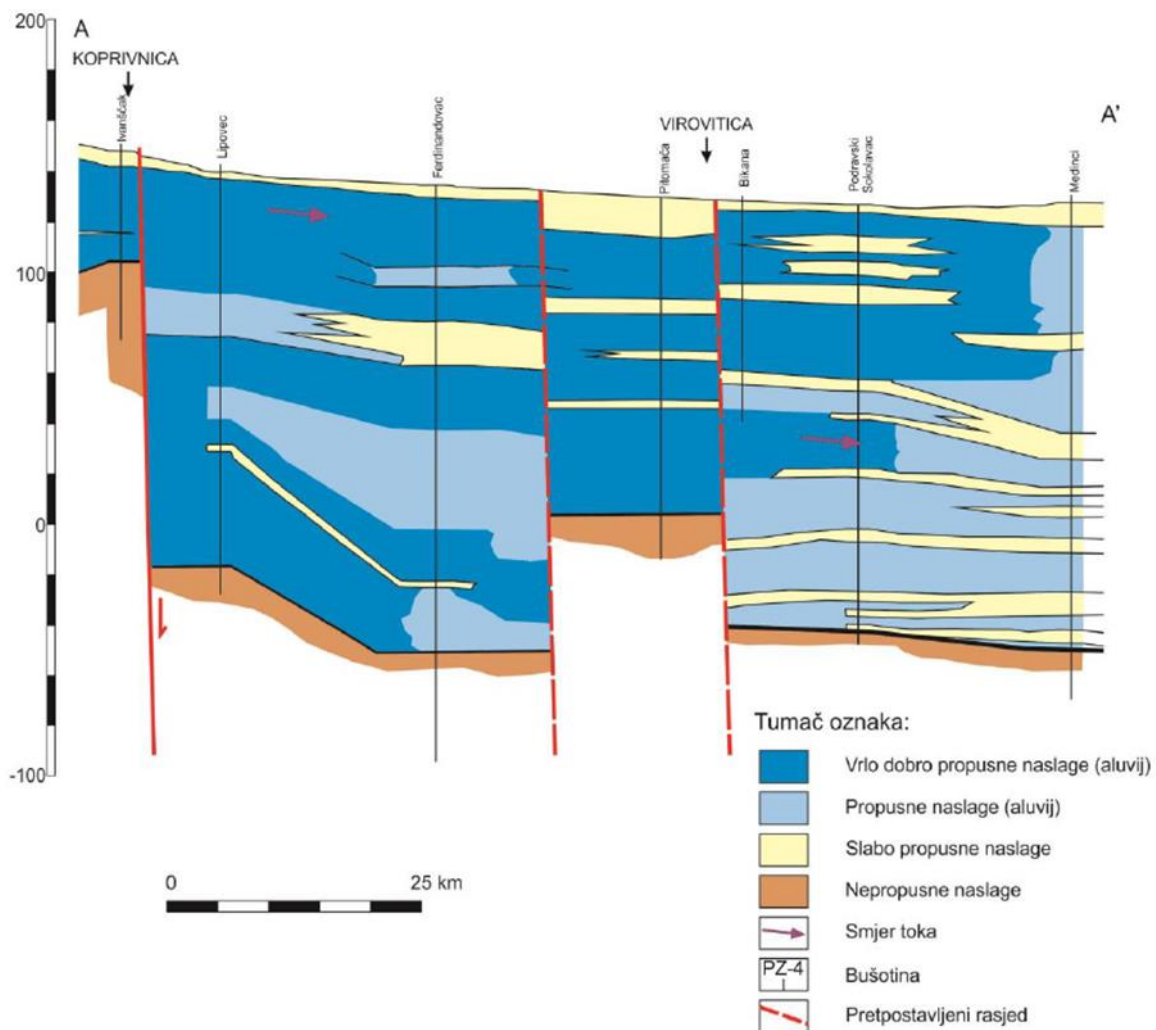 200
A
KOPRIVNICA
Ivanščak
Lipovec
Ferdinandovac
VIROVITICA
Pitomača
Bikana
Podravski
Sokolavac
A'
Medinci
100
0
-100
0
25 km
Tumač oznaka:
Vrlo dobro propusne naslage (aluvij)
Propusne naslage (aluvij)
Slabo propusne naslage
Nepropusne naslage
Smjer toka
PZ-4
Bušotina
Pretpostavljeni rasjed